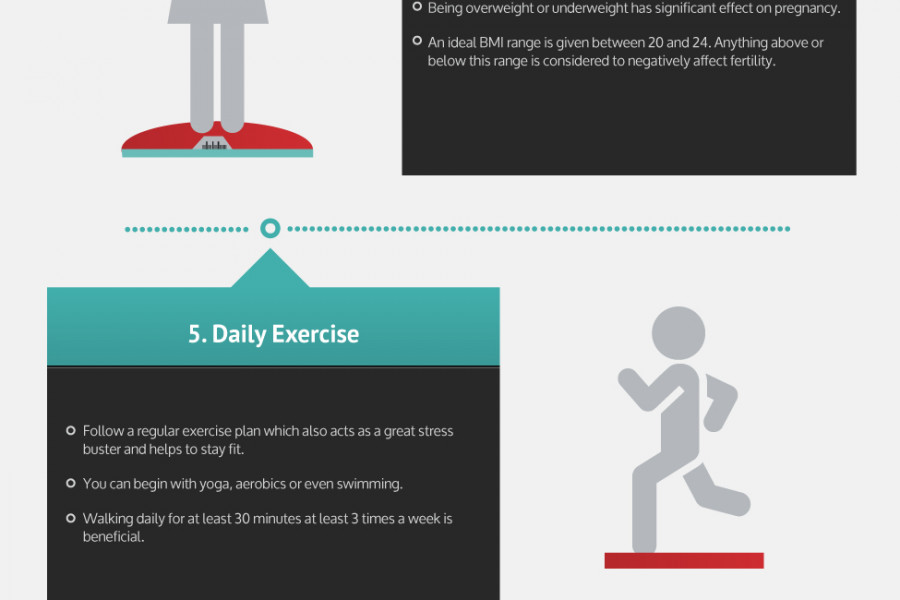 Being overweight or underweight has significant effect on pregnancy.
An ideal BMI range is given between 20 and 24. Anything above or
below this range is considered to negatively affect fertility.
5. Daily Exercise
Follow a regular exercise plan which also acts as a great stress
buster and helps to stay fit.
You can begin with yoga, aerobics or even swimming.
Walking daily for at least 30 minutes at least 3 times a week is
beneficial.